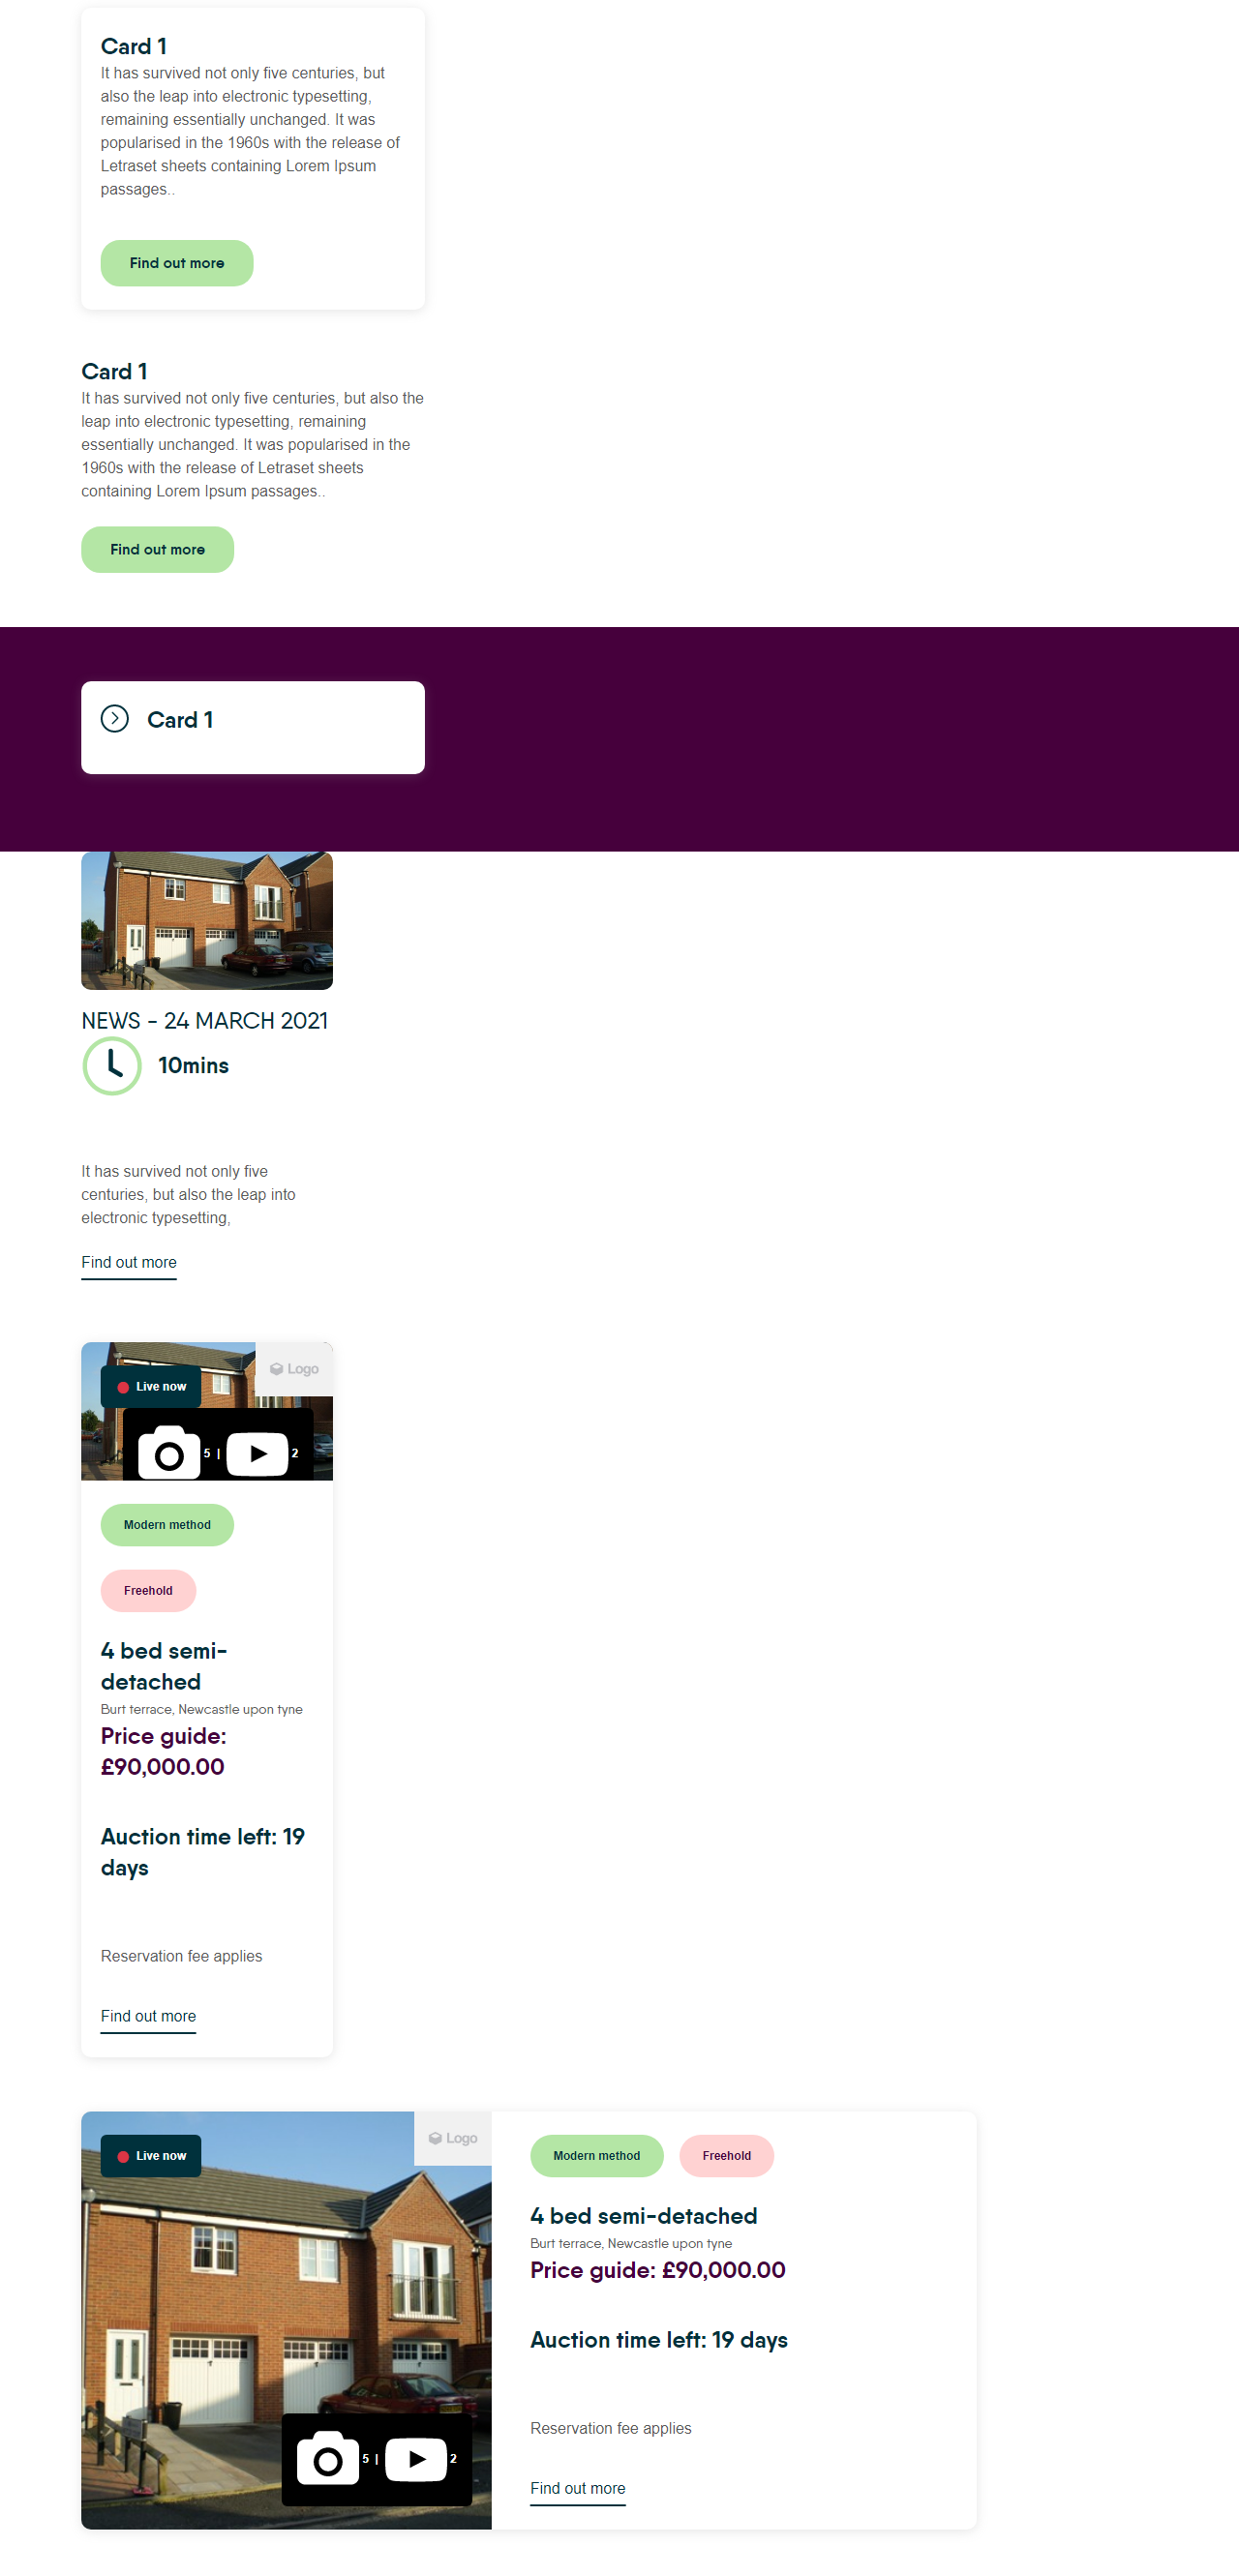 Card 1
It has survived not only five centuries, but
also the leap into electronic typesetting,
remaining essentially unchanged. It was
popularised in the 1960s with the release of
Letraset sheets containing Lorem Ipsum
passages..
Find out more
Card 1
It has survived not only five centuries, but also the
leap into electronic typesetting, remaining
essentially unchanged. It was popularised in the
1960s with the release of Letraset sheets
containing Lorem Ipsum passages..
Find out more
Card 1
NEWS - 24 MARCH 2021
10mins
It has survived not only five
centuries, but also the leap into
electronic typesetting,
Find out more
Logo
Live now
5 | 2
Modern method
Freehold
4 bed semi-
detached
Burt terrace, Newcastle upon tyne
Price guide:
£90,000.00
Auction time left: 19
days
Reservation fee applies
Find out more
Live now
Logo
5 | 2
Modern method
Freehold
4 bed semi-detached
Burt terrace, Newcastle upon tyne
Price guide: £90,000.00
Auction time left: 19 days
Reservation fee applies
Find out more